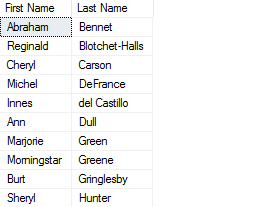 First Name Last Name
Abraham Bennet
Reginald Blotchet-Halls
Cheryl Carson
Michel DeFrance
Innes del Castillo
Ann Dull
Marjorie Green
Morningstar Greene
Burt Gringlesby
Sheryl Hunter